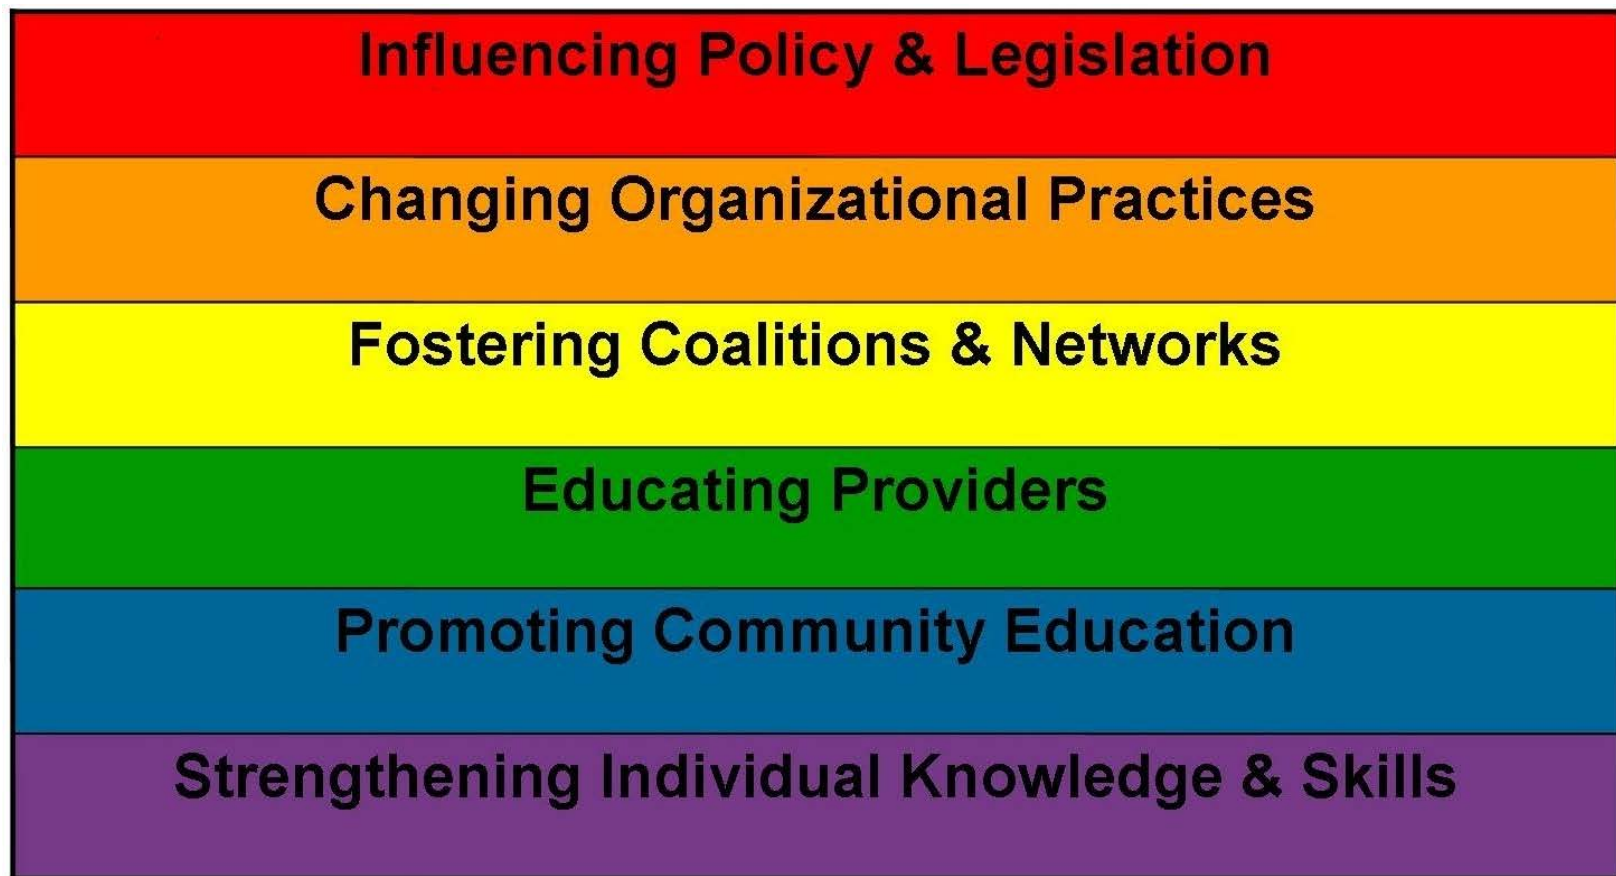 Influencing Policy & Legislation
Changing Organizational Practices
Fostering Coalitions & Networks
Educating Providers
Promoting Community Education
Strengthening Individual Knowledge & Skills